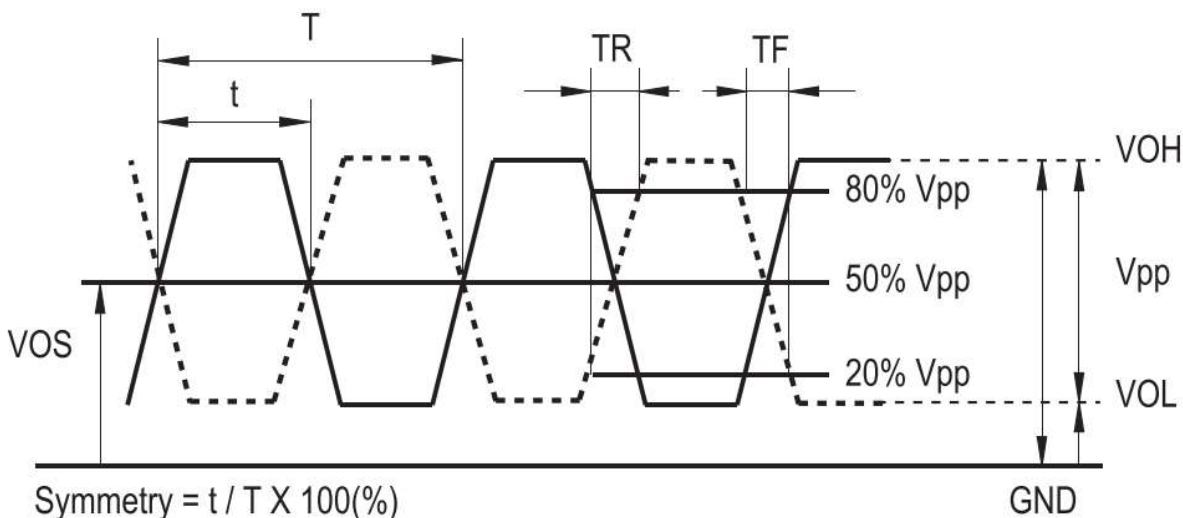 T
TR
TF
t
VOH
80% Vpp
50% Vpp
Vpp
VOS
20% Vpp
VOL
Symmetry = t / T X 100(%)
GND